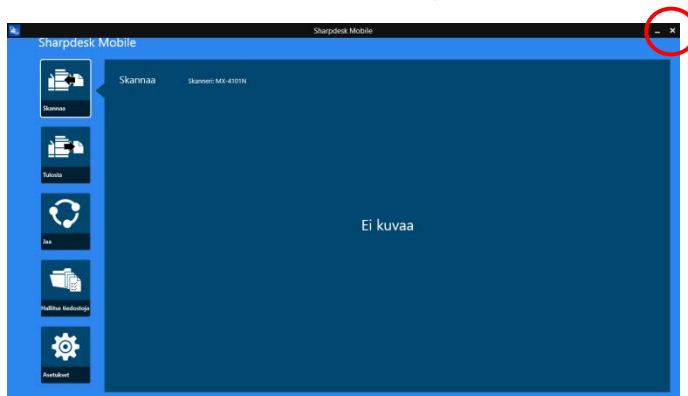 Sharpdesk Mobile
Sharpdesk Mobile
Skannaa
Skanneri: MX-4101N
Skannaa
Tulosta
Jaa
Hallitse tiedostoja
Asetukset
Ei kuvaa